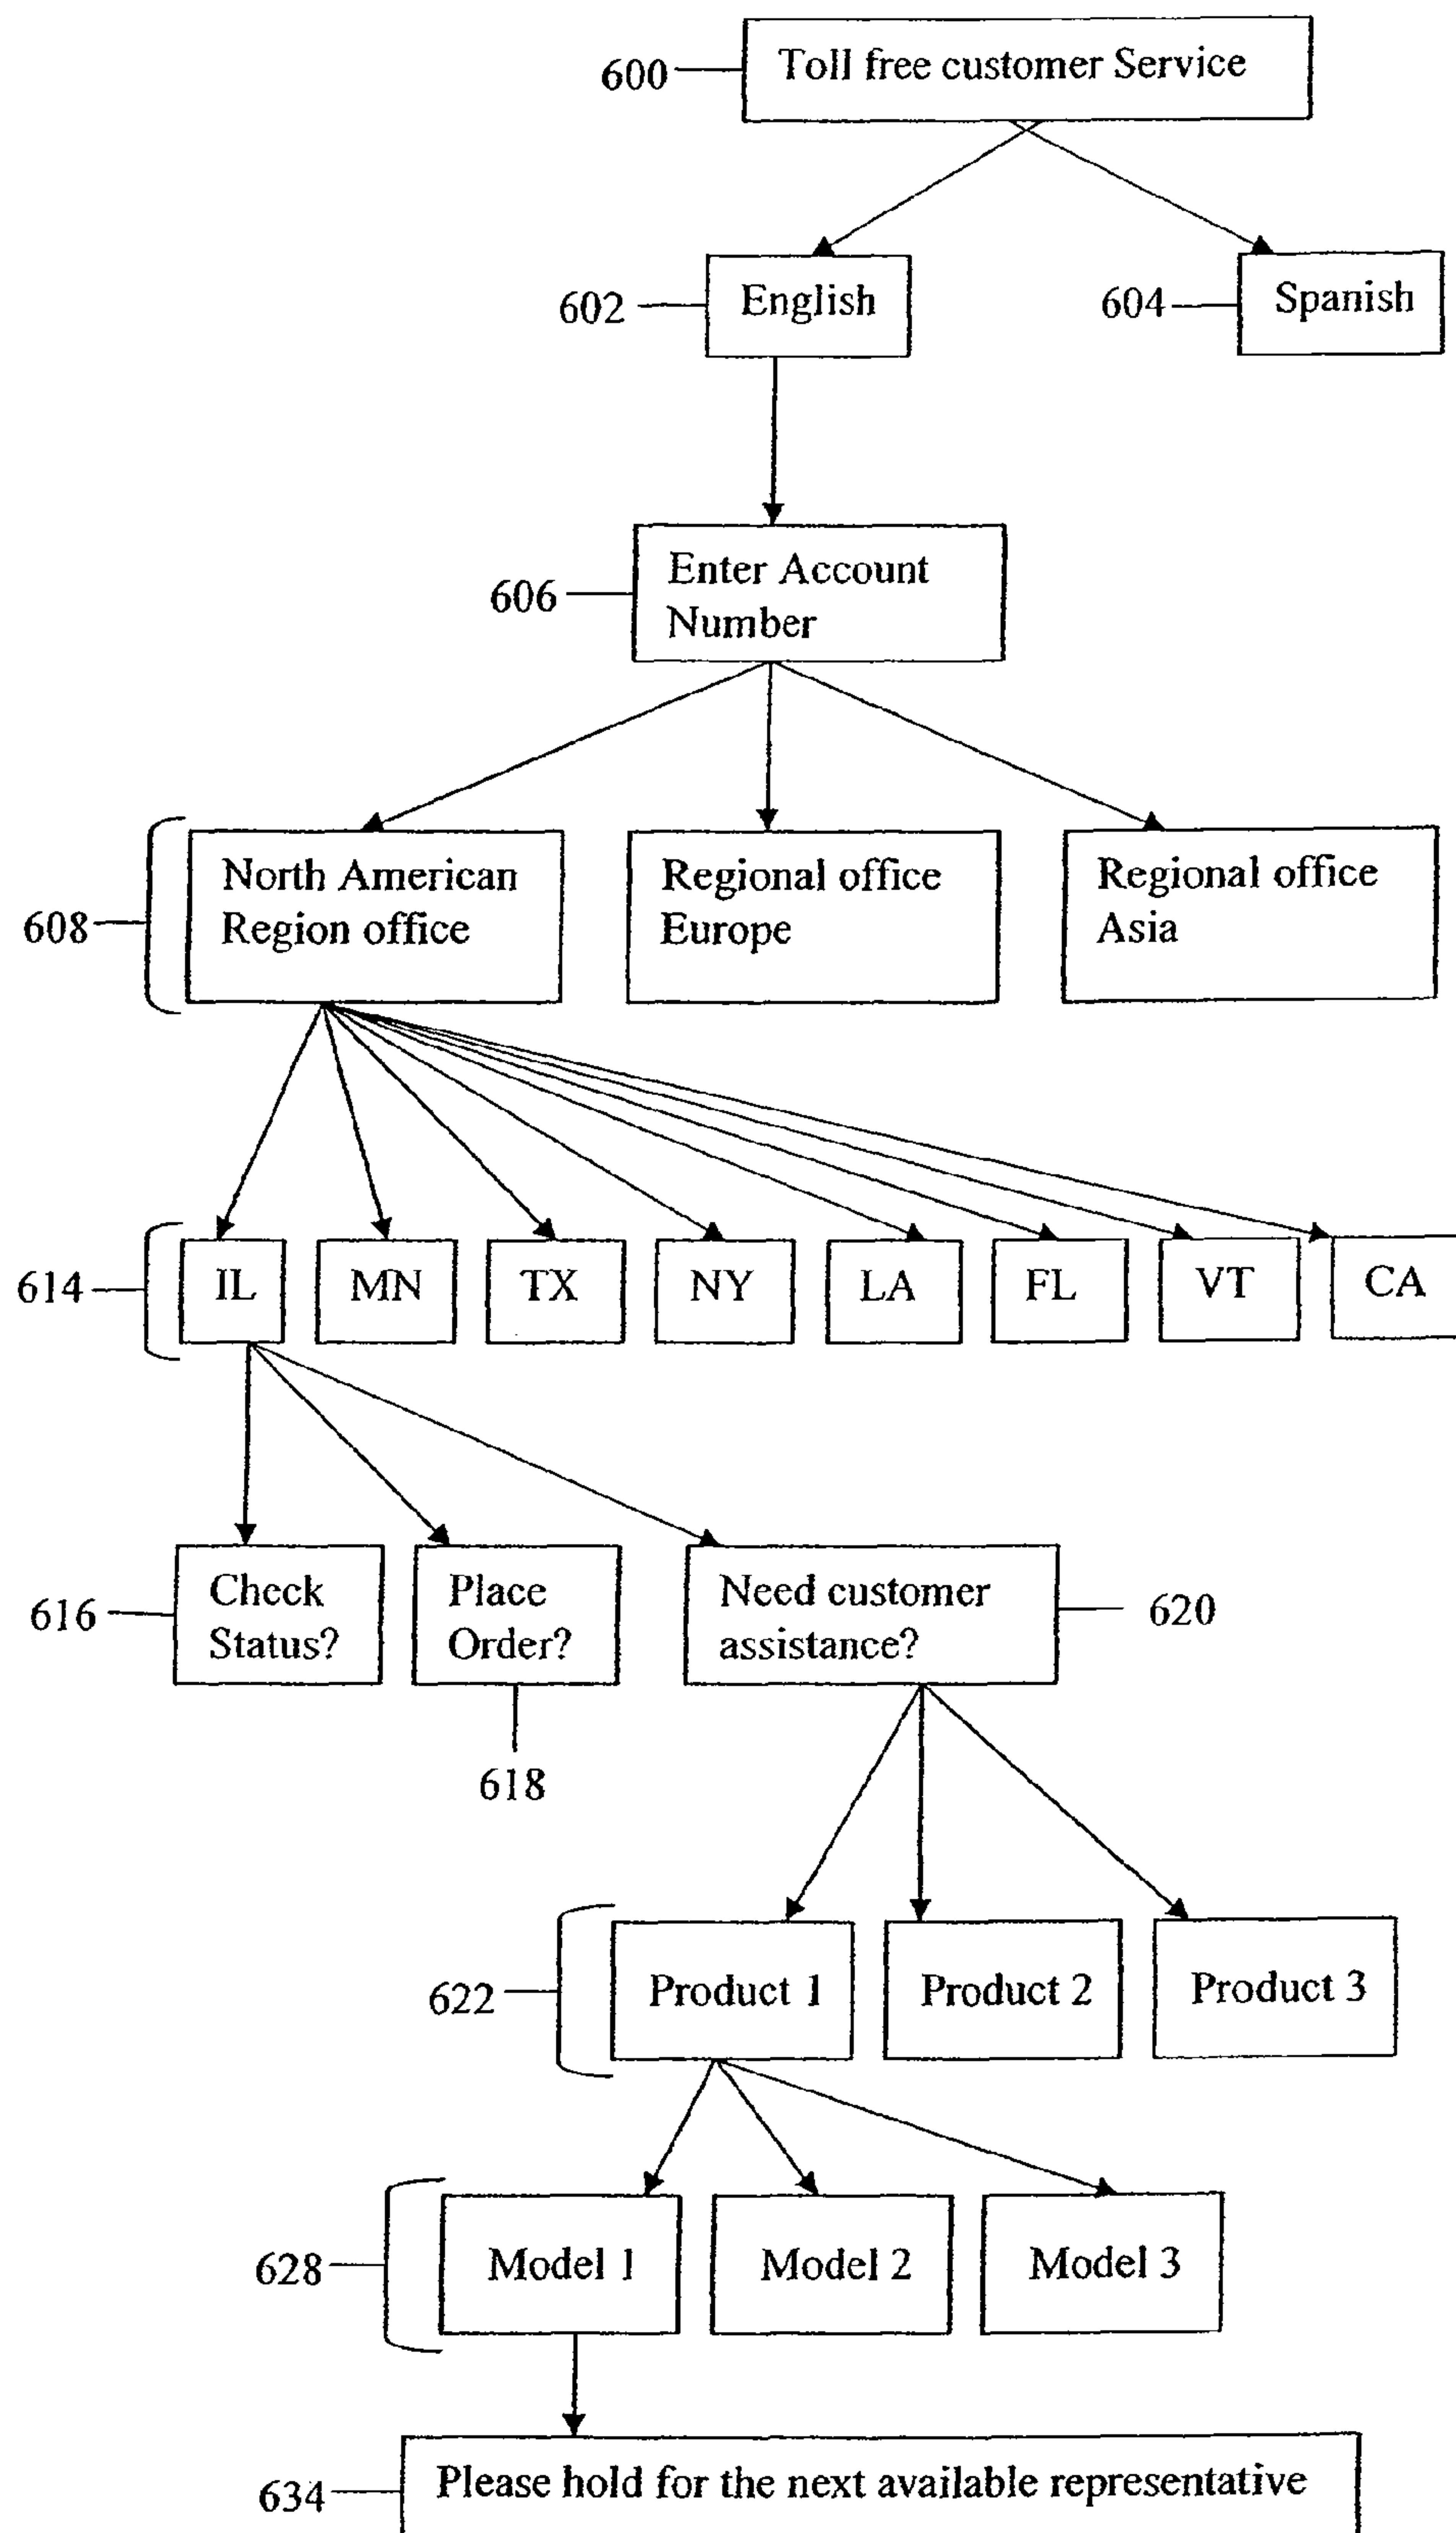 600
Toll free customer Service
602
English
604
Spanish
606
Enter Account
Number
608
North American
Region office
Regional office
Europe
Regional office
Asia
614
IL
MN
TX
NY
LA
FL
VT
CA
616
Check
Status?
Place
Order?
618
Need customer
assistance?
620
622
Product 1
Product 2
Product 3
628
Model 1
Model 2
Model 3
634
Please hold for the next available representative